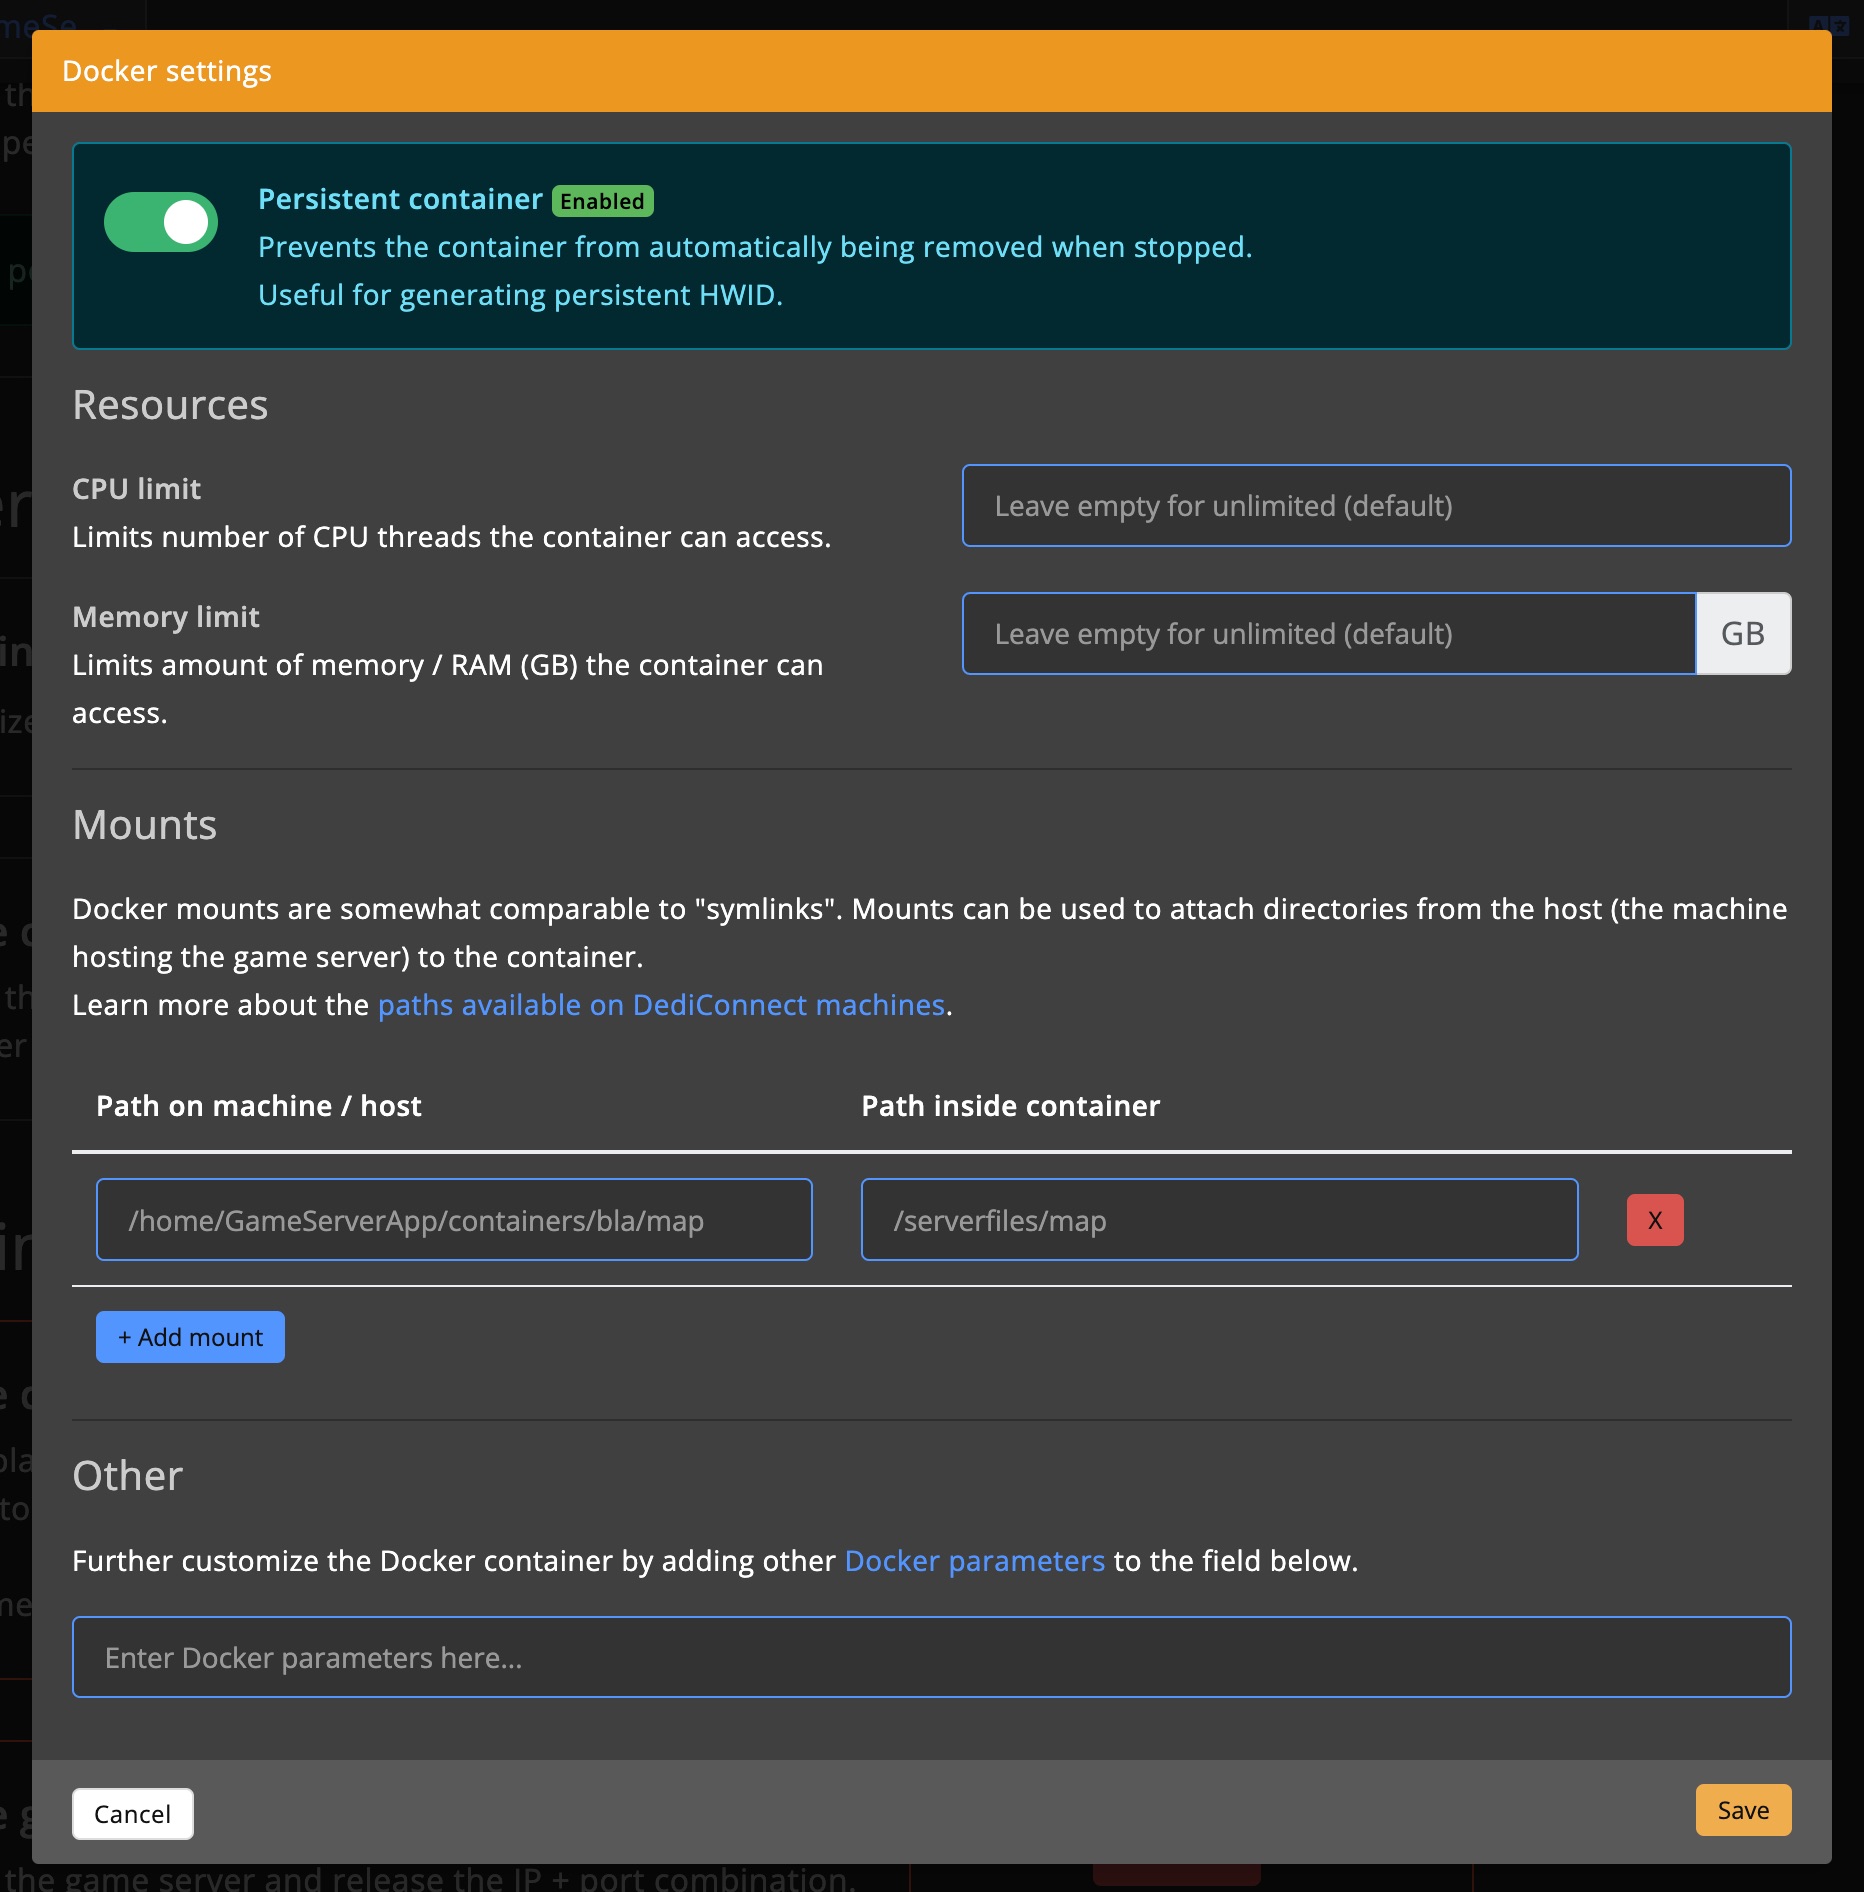 Docker settings
Persistent container Enabled
Prevents the container from automatically being removed when stopped.
Useful for generating persistent HWID.
Resources
CPU limit
Limits number of CPU threads the container can access.
Leave empty for unlimited (default)
Memory limit
Limits amount of memory / RAM (GB) the container can
access.
Leave empty for unlimited (default)
GB
Mounts
Docker mounts are somewhat comparable to "symlinks". Mounts can be used to attach directories from the host (the machine
hosting the game server) to the container.
Learn more about the paths available on DediConnect machines.
Path on machine / host
Path inside container
/home/GameServerApp/containers/bla/map
/serverfiles/map
X
+ Add mount
Other
Further customize the Docker container by adding other Docker parameters to the field below.
Enter Docker parameters here...
Cancel
Save
the game server and release the IP + port combination.